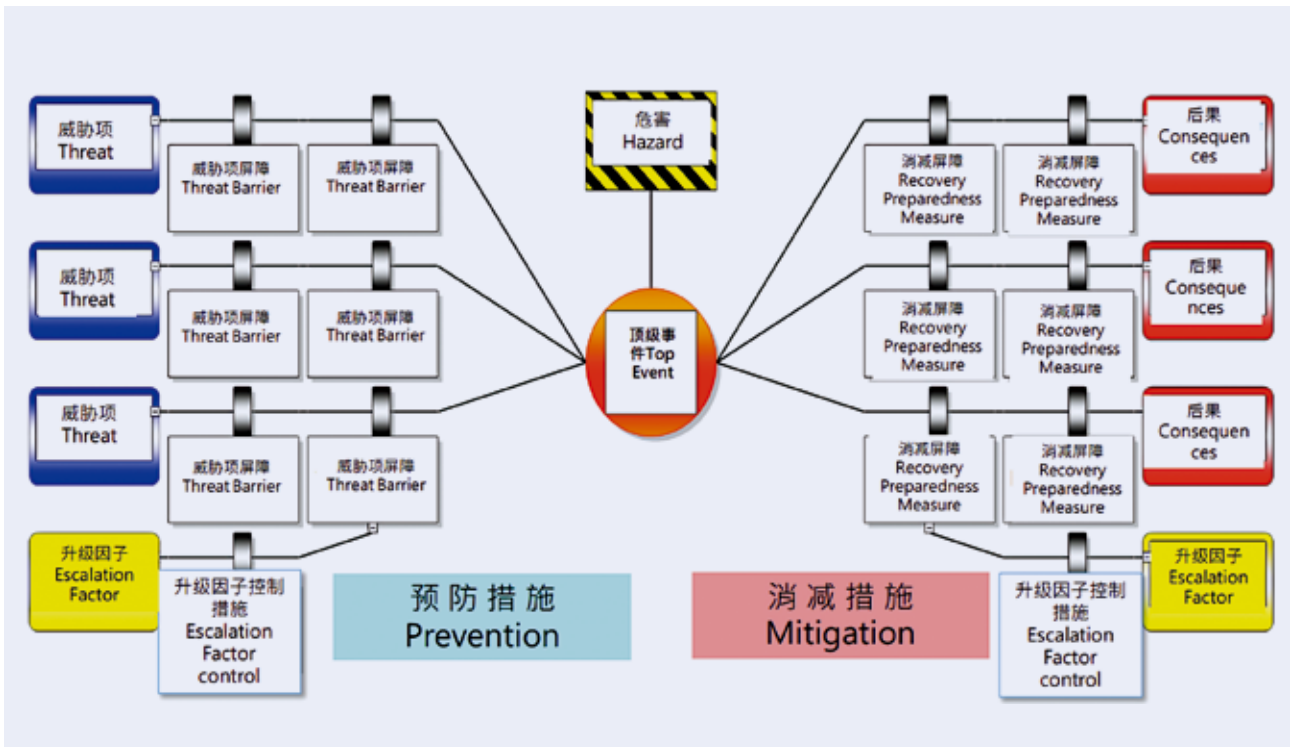 威胁项
Threat
威胁项屏障
Threat Barrier
威胁项屏障
Threat Barrier
危害
Hazard
消减屏障
Recovery
Preparedness
Measure
消减屏障
Recovery
Preparedness
Measure
后果
Consequen
ces
威胁项
Threat
威胁项屏障
Threat Barrier
威胁项屏障
Threat Barrier
顶级事
件Top
Event
消减屏障
Recovery
Preparedness
Measure
消减屏障
Recovery
Preparedness
Measure
后果
Conseque
nces
威胁项
Threat
威胁项屏障
Threat Barrier
威胁项屏障
Threat Barrier
消减屏障
Recovery
Preparedness
Measure
消减屏障
Recovery
Preparedness
Measure
后果
Consequen
ces
升级因子
Escalation
Factor
升级因子控制
措施
Escalation
Factor
control
预防措施
Prevention
消减措施
Mitigation
升级因子控制
措施
Escalation
Factor
control
升级因子
Escalation
Factor